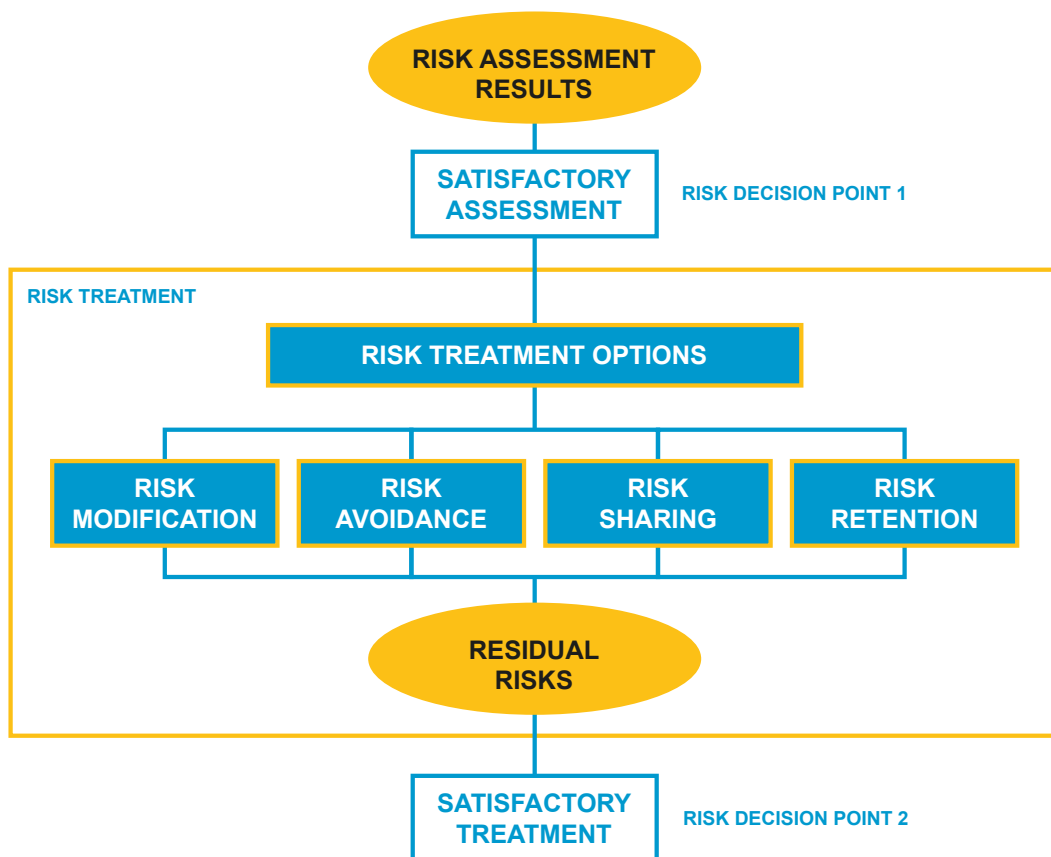 RISK ASSESSMENT
RESULTS
SATISFACTORY
ASSESSMENT
RISK DECISION POINT 1
RISK TREATMENT
RISK TREATMENT OPTIONS
RISK
MODIFICATION
RISK
AVOIDANCE
RISK
SHARING
RISK
RETENTION
RESIDUAL
RISKS
SATISFACTORY
TREATMENT
RISK DECISION POINT 2